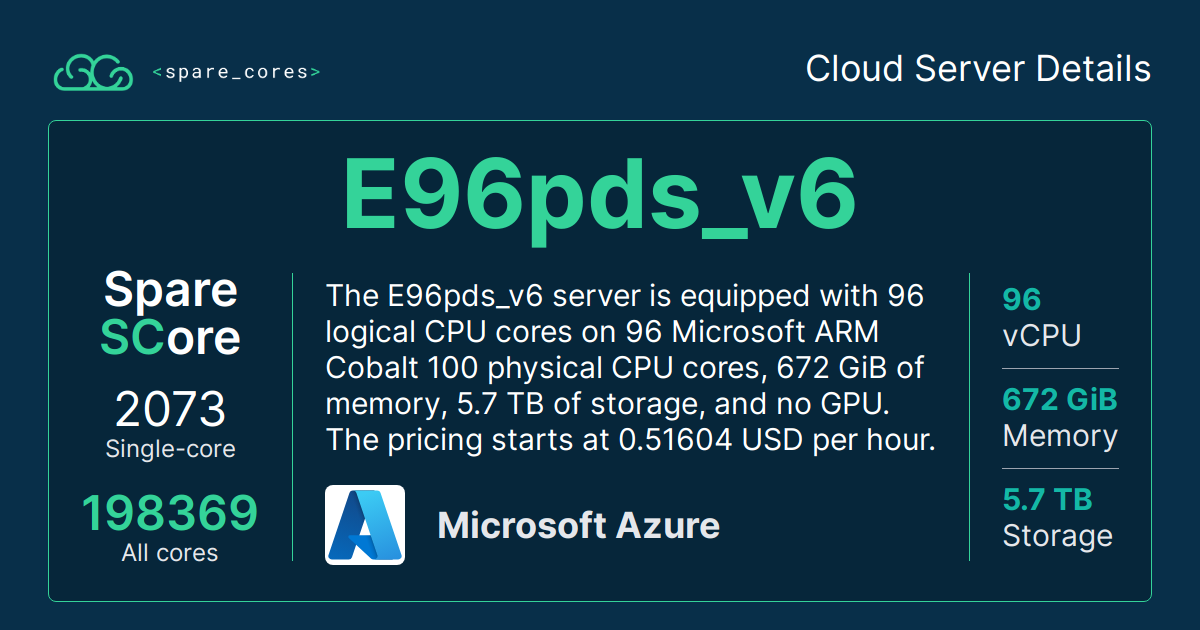 <spare_cores>
Cloud Server Details
E96pds_v6
Spare
SCore
2073
Single-core
198369
All cores
The E96pds_v6 server is equipped with 96
logical CPU cores on 96 Microsoft ARM
Cobalt 100 physical CPU cores, 672 GiB of
memory, 5.7 TB of storage, and no GPU.
The pricing starts at 0.51604 USD per hour.
Microsoft Azure
96
vCPU
672 GiB
Memory
5.7 TB
Storage